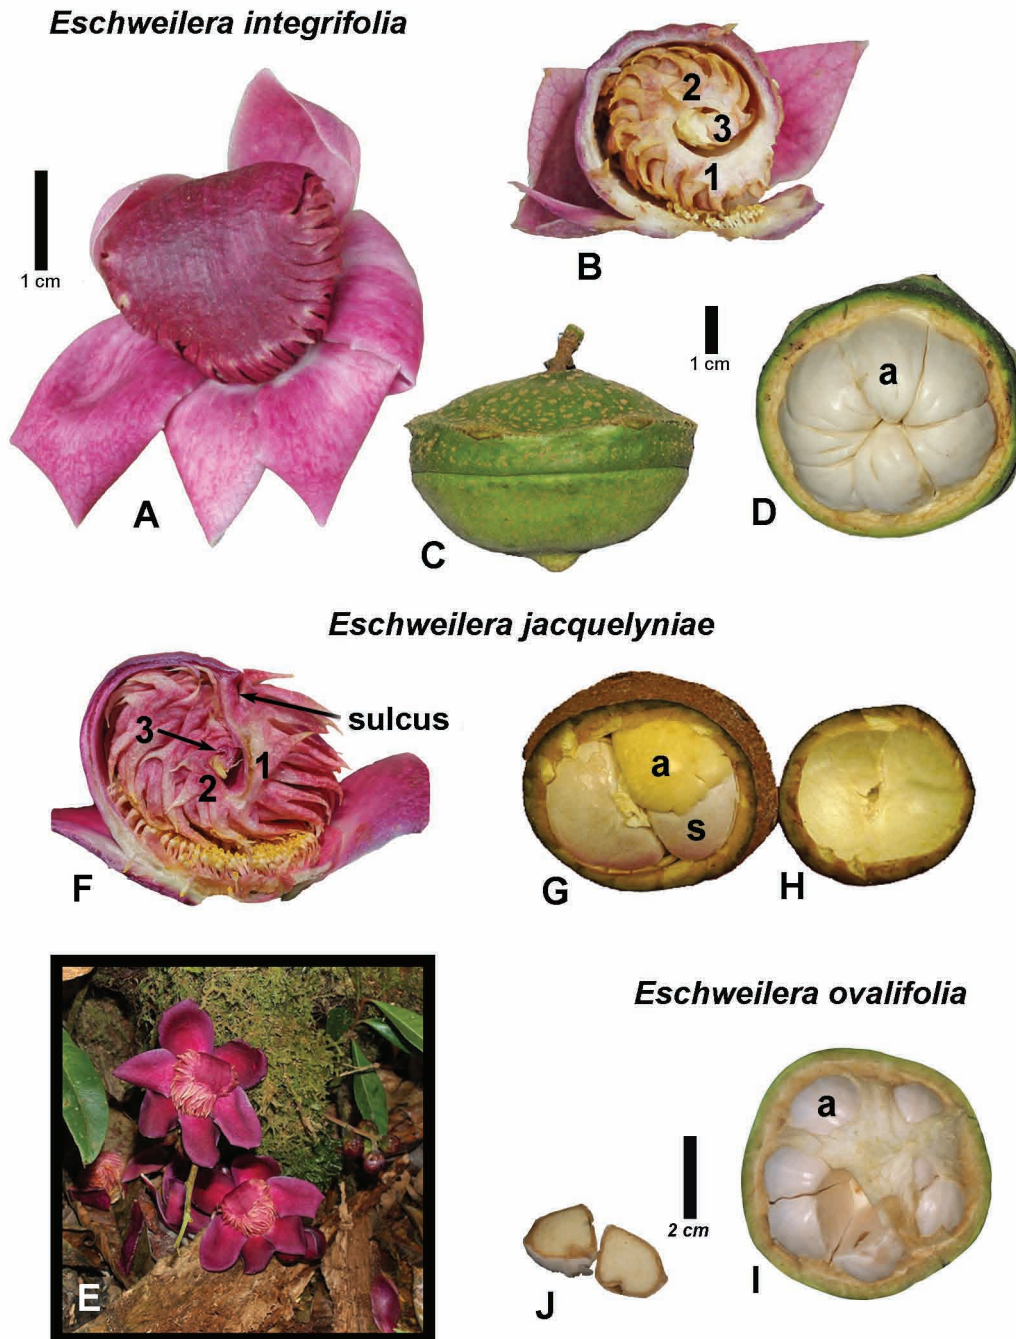 Eschweilera integrifolia
1 cm
A
2
3
1
B
C
1 cm
a
D
Eschweilera jacquelyniae
sulcus
3
2
1
F
a
s
G
H
E
Eschweilera ovalifolia
a
2 cm
J
I